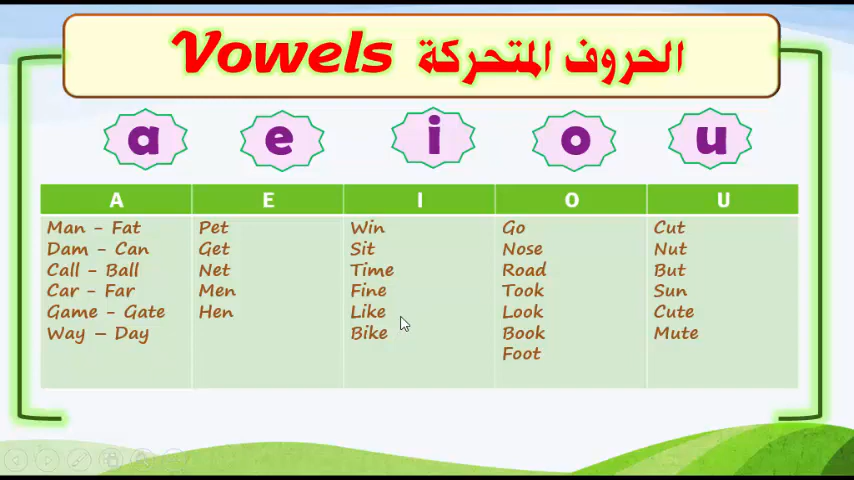 Vowels الحروف المتحركة
a e i o u
A E I O U
Man - Fat Pet Win Go Cut
Dam - Can Get Sit Nose Nut
Call - Ball Net Time Road But
Car - Far Men Fine Took Sun
Game - Gate Hen Like Look Cute
Way – Day Bike Book Mute
Foot